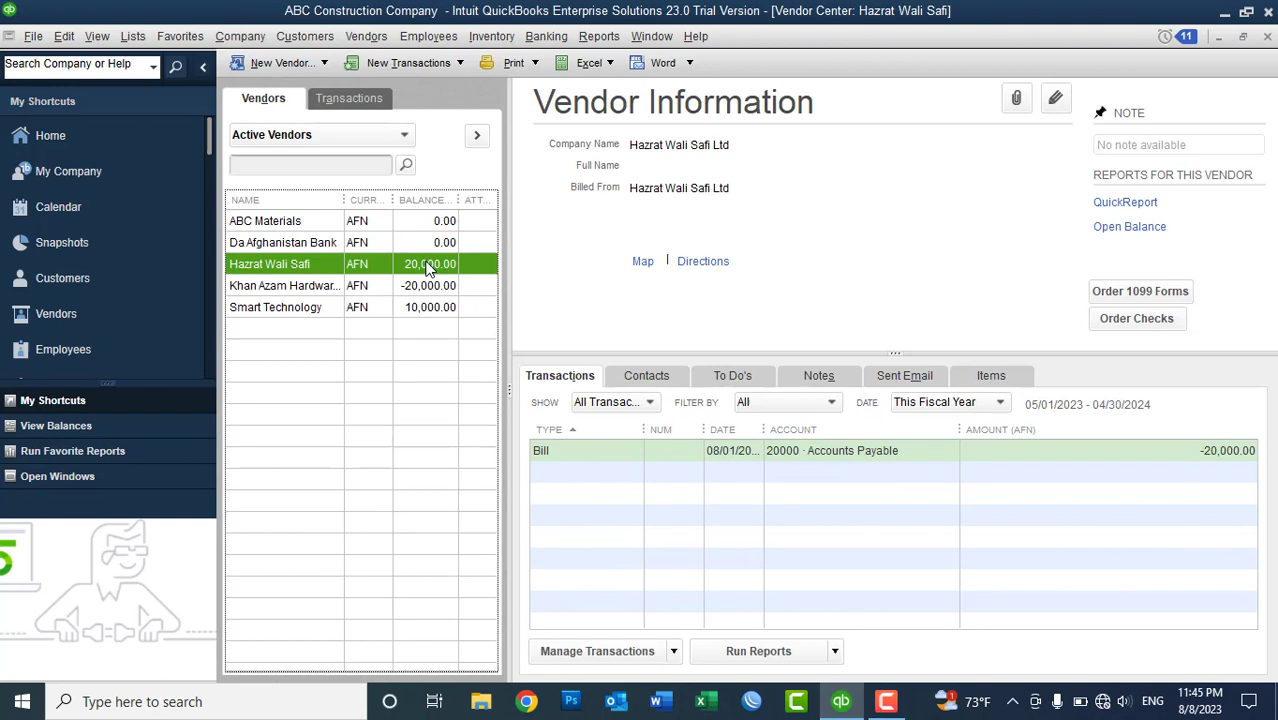 ABC Construction Company - Intuit QuickBooks Enterprise Solutions 23.0 Trial Version - [Vendor Center: Hazrat Wali Safi]
File Edit View Lists Favorites Company Customers Vendors Employees Inventory Banking Reports Window Help 11
Search Company or Help
New Vendor... New Transactions Print Excel Word
My Shortcuts
Home
My Company
Calendar
Snapshots
Customers
Vendors
Employees
My Shortcuts
View Balances
Run Favorite Reports
Open Windows
5
Vendors Transactions
Active Vendors
NAME CURR... BALANCE... ATT...
ABC Materials AFN 0.00
Da Afghanistan Bank AFN 0.00
Hazrat Wali Safi AFN 20,000.00
Khan Azam Hardwar... AFN -20,000.00
Smart Technology AFN 10,000.00
Vendor Information
Company Name Hazrat Wali Safi Ltd
Full Name
Billed From Hazrat Wali Safi Ltd
Map Directions
NOTE
No note available
REPORTS FOR THIS VENDOR
QuickReport
Open Balance
Order 1099 Forms
Order Checks
Transactions Contacts To Do's Notes Sent Email Items
SHOW All Transac... FILTER BY All DATE This Fiscal Year 05/01/2023 - 04/30/2024
TYPE NUM DATE ACCOUNT AMOUNT (AFN)
Bill 08/01/20... 20000 · Accounts Payable -20,000.00
Manage Transactions Run Reports
Type here to search
73°F ENG 11:45 PM
8/8/2023